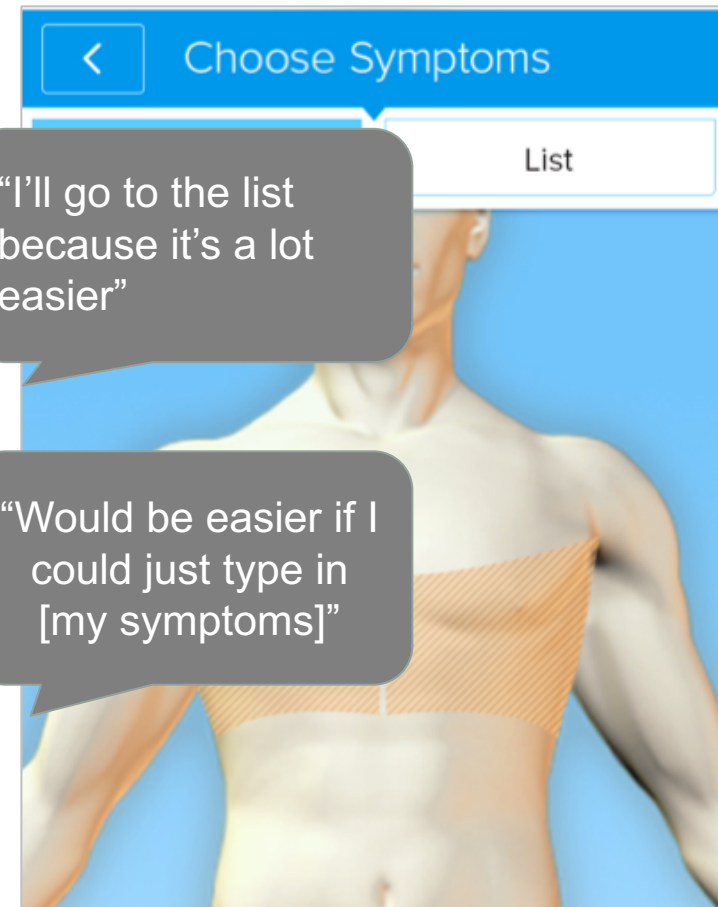 Choose Symptoms
List
“I’ll go to the list
because it’s a lot
easier”
“Would be easier if I
could just type in
[my symptoms]”